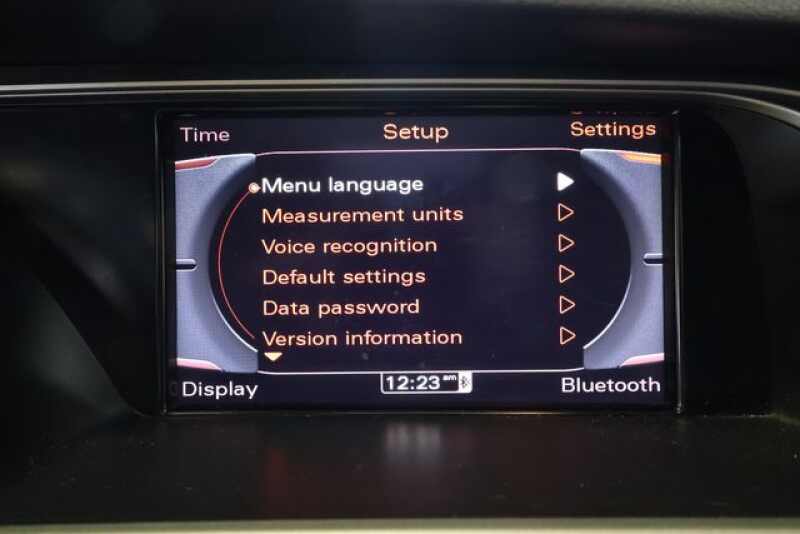 Time
Setup
Settings
Menu language
Measurement units
Voice recognition
Default settings
Data password
Version information
Display
12:23 am
Bluetooth